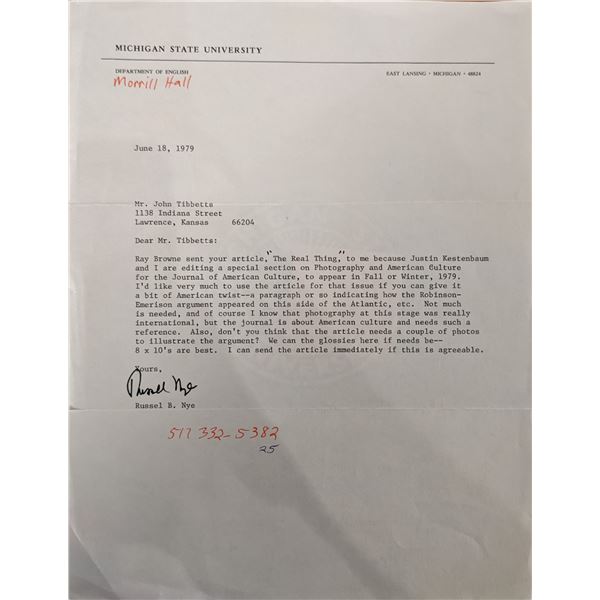 MICHIGAN STATE UNIVERSITY
DEPARTMENT OF ENGLISH EAST LANSING · MICHIGAN · 48824
Morrill Hall
June 18, 1979
Mr. John Tibbetts
1138 Indiana Street
Lawrence, Kansas 66204
Dear Mr. Tibbetts:
Ray Browne sent your article, "The Real Thing," to me because Justin Kestenbaum
and I are editing a special section on Photography and American Culture
for the Journal of American Culture, to appear in Fall or Winter, 1979.
I'd like very much to use the article for that issue if you can give it
a bit of American twist--a paragraph or so indicating how the Robinson-
Emerison argument appeared on this side of the Atlantic, etc. Not much
is needed, and of course I know that photography at this stage was really
international, but the journal is about American culture and needs such a
reference. Also, don't you think that the article needs a couple of photos
to illustrate the argument? We can the glossies here if needs be--
8 x 10's are best. I can send the article immediately if this is agreeable.
Yours,
Russell Nye
Russel B. Nye
517 332-5382
25